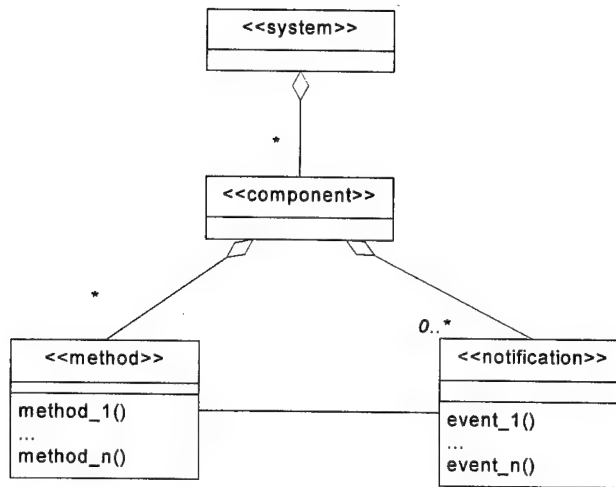 <<system>>
*
<<component>>
*
0..*
<<method>>
<<notification>>
method_1()
...
method_n()
event_1()
...
event_n()